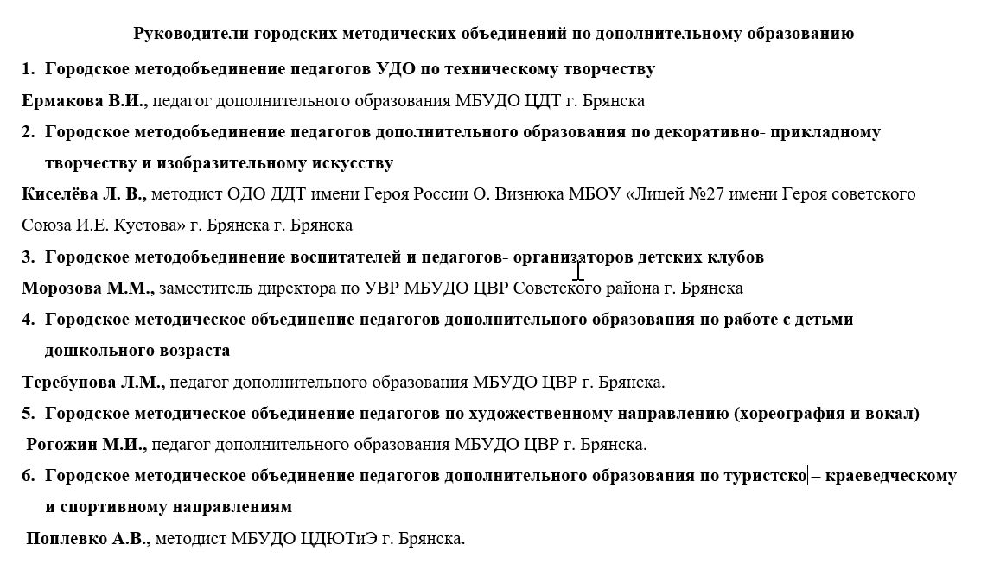 Руководители городских методических объединений по дополнительному образованию
1. Городское методобъединение педагогов УДО по техническому творчеству
Ермакова В.И., педагог дополнительного образования МБУДО ЦДТ г. Брянска
2. Городское методобъединение педагогов дополнительного образования по декоративно- прикладному
творчеству и изобразительному искусству
Киселёва Л. В., методист ОДО ДДТ имени Героя России О. Визнюка МБОУ «Лицей №27 имени Героя советского
Союза И.Е. Кустова» г. Брянска г. Брянска
3. Городское методобъединение воспитателей и педагогов- организаторов детских клубов
Морозова М.М., заместитель директора по УВР МБУДО ЦВР Советского района г. Брянска
4. Городское методическое объединение педагогов дополнительного образования по работе с детьми
дошкольного возраста
Теребунова Л.М., педагог дополнительного образования МБУДО ЦВР г. Брянска.
5. Городское методическое объединение педагогов по художественному направлению (хореография и вокал)
Рогожин М.И., педагог дополнительного образования МБУДО ЦВР г. Брянска.
6. Городское методическое объединение педагогов дополнительного образования по туристско – краеведческому
и спортивному направлениям
Поплевко А.В., методист МБУДО ЦДЮТиЭ г. Брянска.